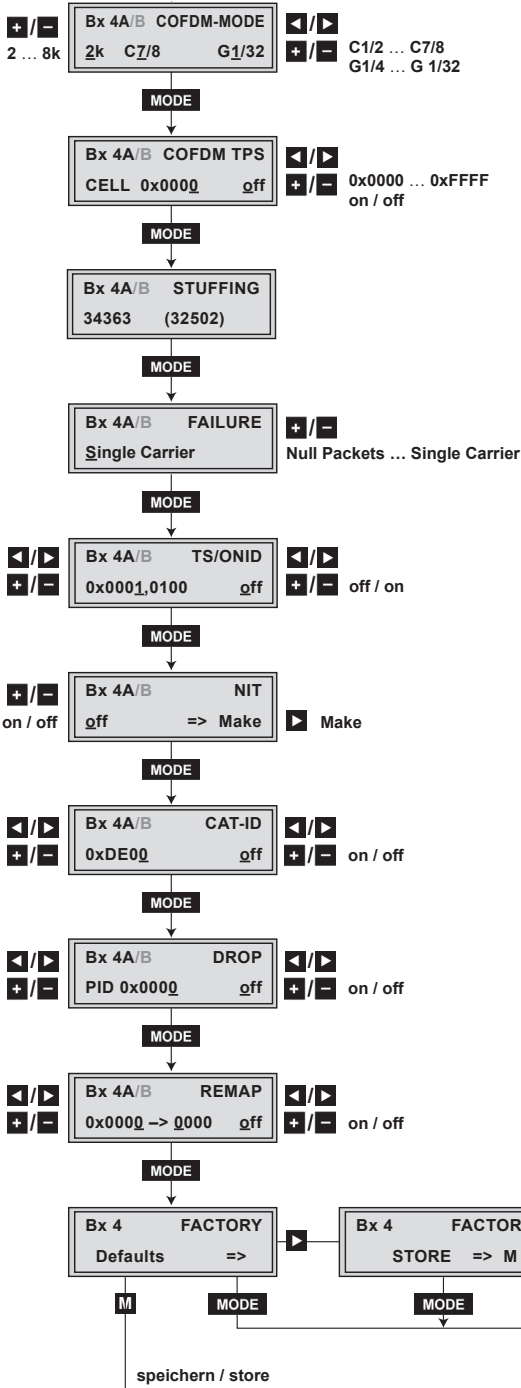 + / −
2 … 8k
Bx 4A/B COFDM-MODE
2k C7/8 G1/32
◄ / ►
+ / − C1/2 … C7/8
G1/4 … G 1/32
MODE
Bx 4A/B COFDM TPS
CELL 0x0000 off
◄ / ►
+ / − 0x0000 … 0xFFFF
on / off
MODE
Bx 4A/B STUFFING
34363 (32502)
MODE
Bx 4A/B FAILURE
Single Carrier
+ / −
Null Packets … Single Carrier
MODE
◄ / ►
+ / −
Bx 4A/B TS/ONID
0x0001,0100 off
◄ / ►
+ / − off / on
MODE
+ / −
on / off
Bx 4A/B NIT
off => Make
► Make
MODE
◄ / ►
+ / −
Bx 4A/B CAT-ID
0xDE00 off
◄ / ►
+ / − on / off
MODE
◄ / ►
+ / −
Bx 4A/B DROP
PID 0x0000 off
◄ / ►
+ / − on / off
MODE
◄ / ►
+ / −
Bx 4A/B REMAP
0x0000 –> 0000 off
◄ / ►
+ / − on / off
MODE
Bx 4 FACTORY
Defaults =>
►
Bx 4 FACTOR
STORE => M
M
MODE
MODE
speichern / store